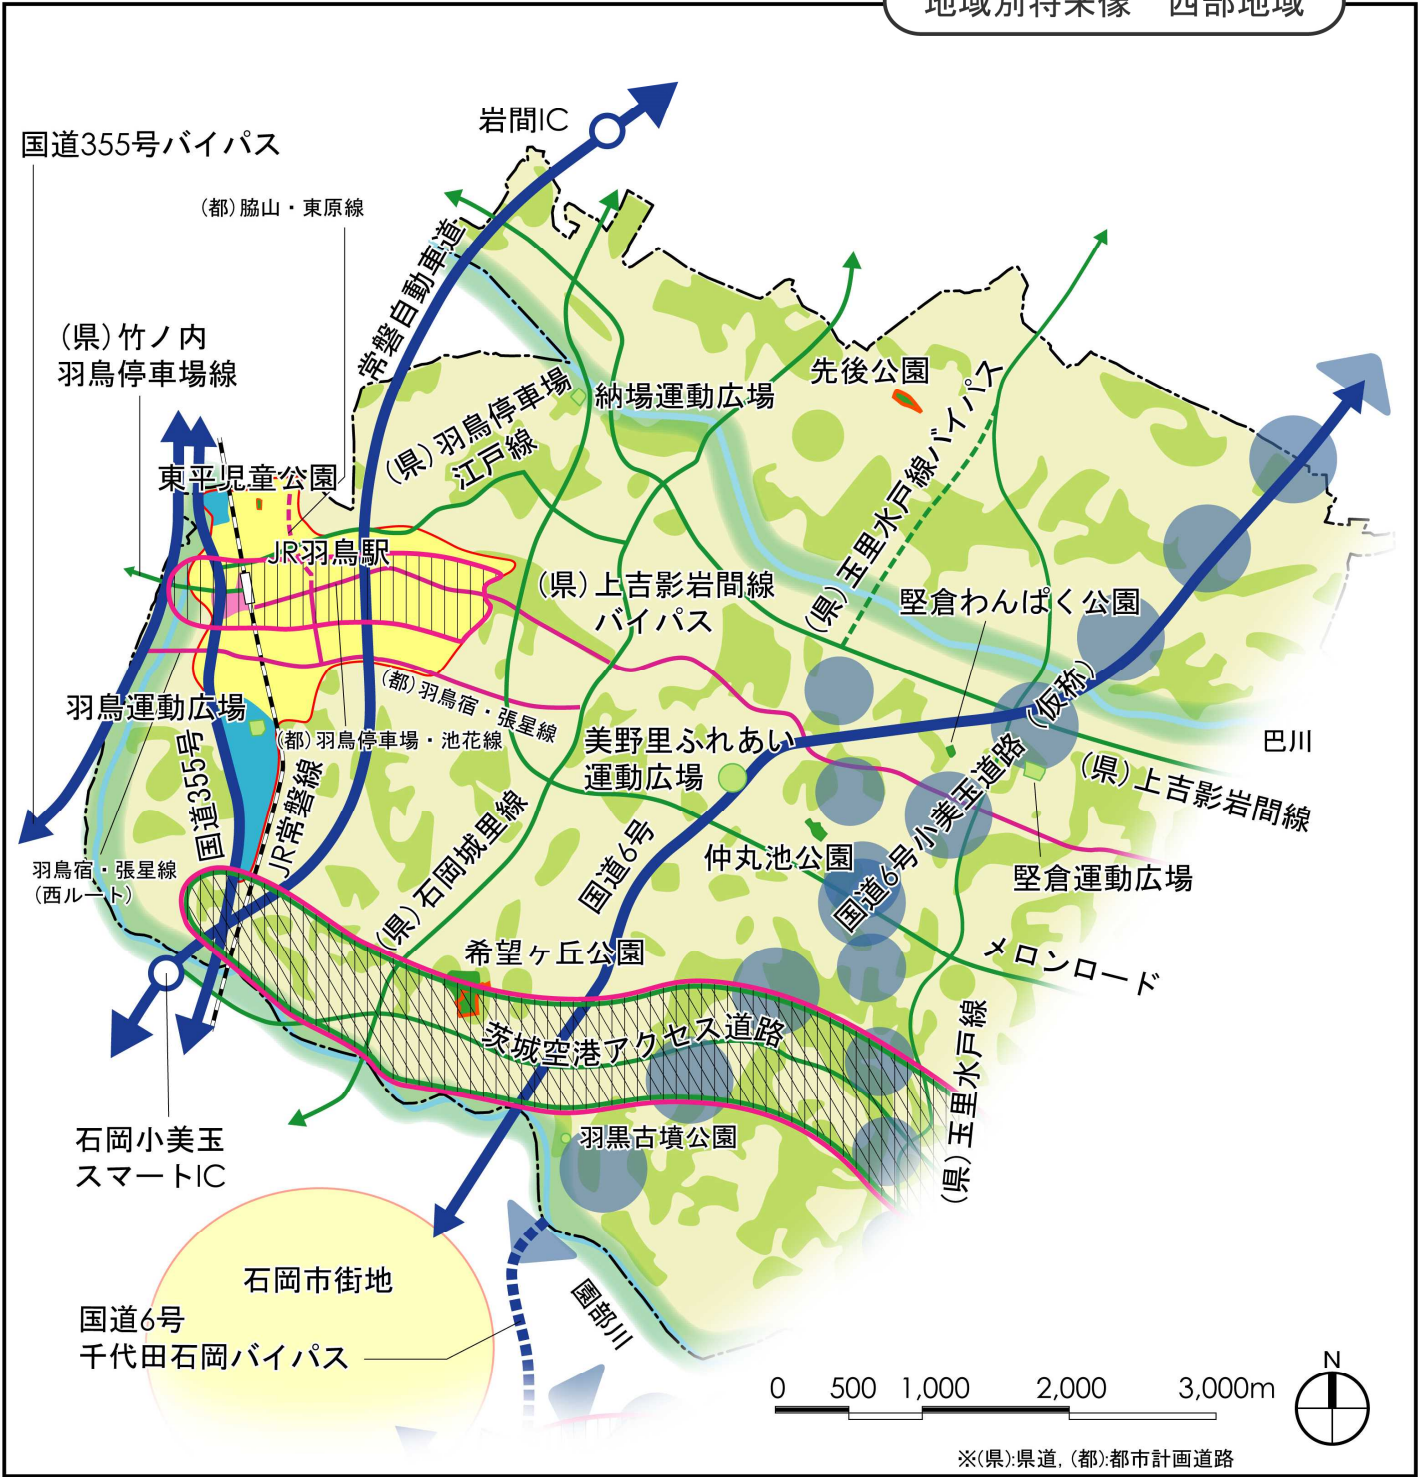 地域別将来像　西部地域
岩間IC
国道355号バイパス
(都)脇山・東原線
常磐自動車道
(県)竹ノ内
羽鳥停車場線
(県)羽鳥停車場
江戸線
納場運動広場
先後公園
東平児童公園
(県)玉里水戸線バイパス
JR羽鳥駅
(県)上吉影岩間線
バイパス
堅倉わんぱく公園
(都)羽鳥宿・張星線
羽鳥運動広場
(都)羽鳥停車場・池花線
美野里ふれあい
運動広場
国道6号小美玉道路(仮称)
巴川
(県)上吉影岩間線
国道355号
JR常磐線
(県)石岡城里線
国道6号
仲丸池公園
羽鳥宿・張星線
(西ルート)
堅倉運動広場
希望ヶ丘公園
メロンロード
茨城空港アクセス道路
(県)玉里水戸線
石岡小美玉
スマートIC
羽黒古墳公園
石岡市街地
園部川
国道6号
千代田石岡バイパス
0 500 1,000 2,000 3,000m
N
※(県):県道, (都):都市計画道路